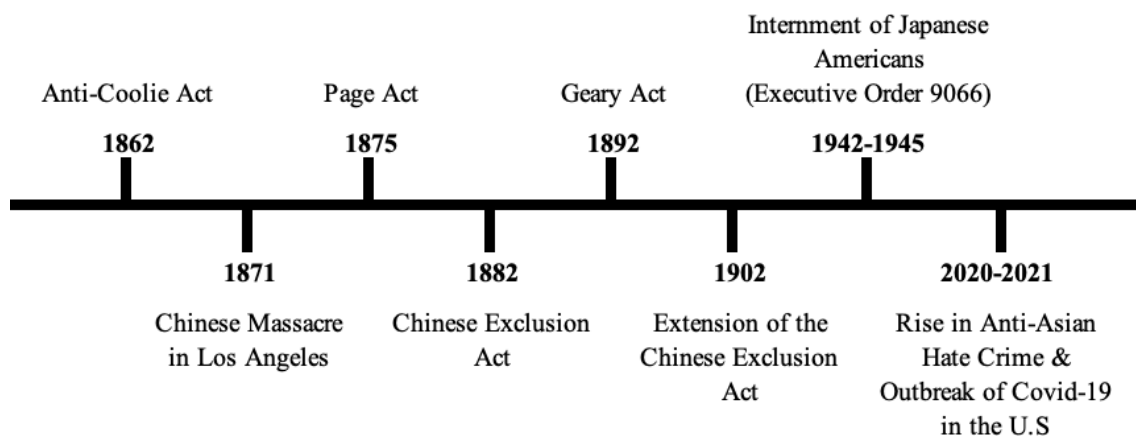 Internment of Japanese
Americans
(Executive Order 9066)
Anti-Coolie Act
Page Act
Geary Act
1862
1875
1892
1942-1945
1871
1882
1902
2020-2021
Chinese Massacre
in Los Angeles
Chinese Exclusion
Act
Extension of the
Chinese Exclusion
Act
Rise in Anti-Asian
Hate Crime &
Outbreak of Covid-19
in the U.S